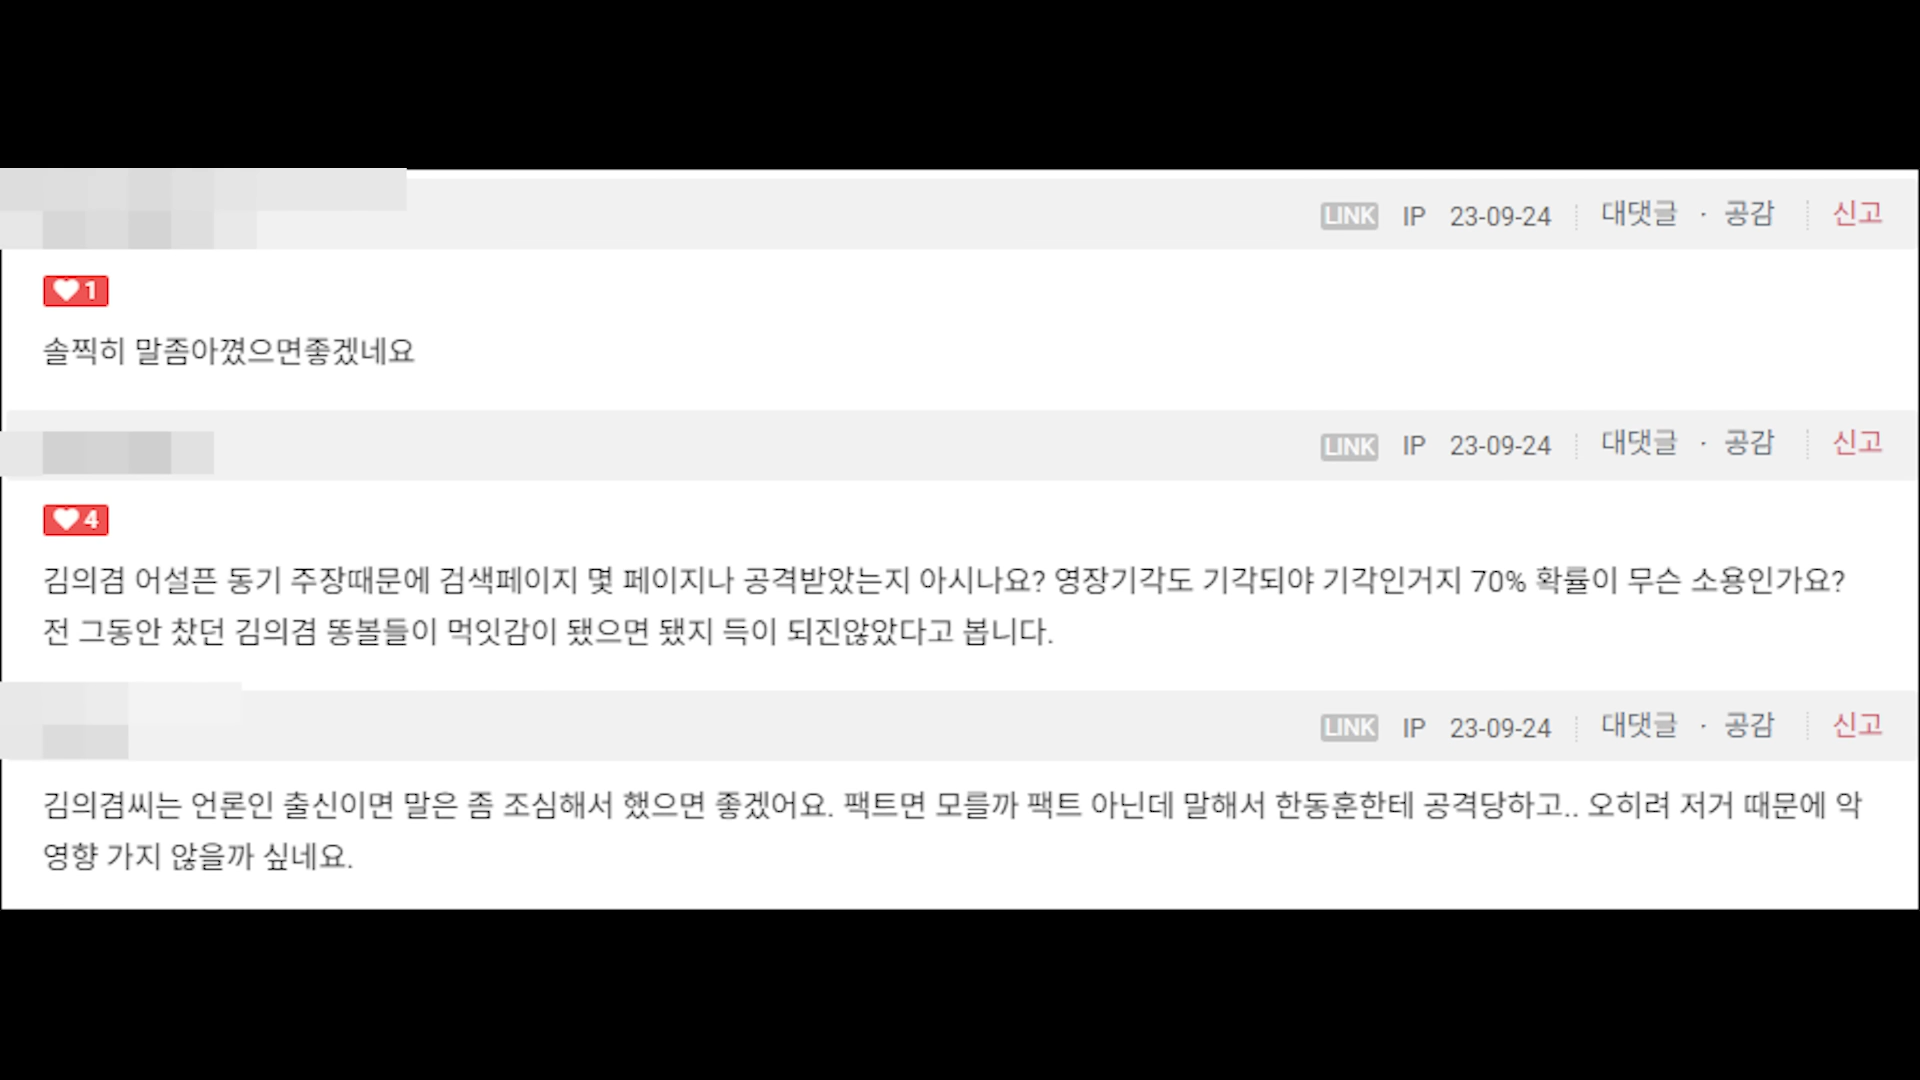 LINK IP 23-09-24 대댓글 · 공감 신고
1
솔찍히 말좀아꼈으면좋겠네요
LINK IP 23-09-24 대댓글 · 공감 신고
4
김의겸 어설픈 동기 주장때문에 검색페이지 몇 페이지나 공격받았는지 아시나요? 영장기각도 기각되야 기각인거지 70% 확률이 무슨 소용인가요?
전 그동안 찼던 김의겸 똥볼들이 먹잇감이 됐으면 됐지 득이 되진않았다고 봅니다.
LINK IP 23-09-24 대댓글 · 공감 신고
김의겸씨는 언론인 출신이면 말은 좀 조심해서 했으면 좋겠어요. 팩트면 모를까 팩트 아닌데 말해서 한동훈한테 공격당하고.. 오히려 저거 때문에 악
영향 가지 않을까 싶네요.